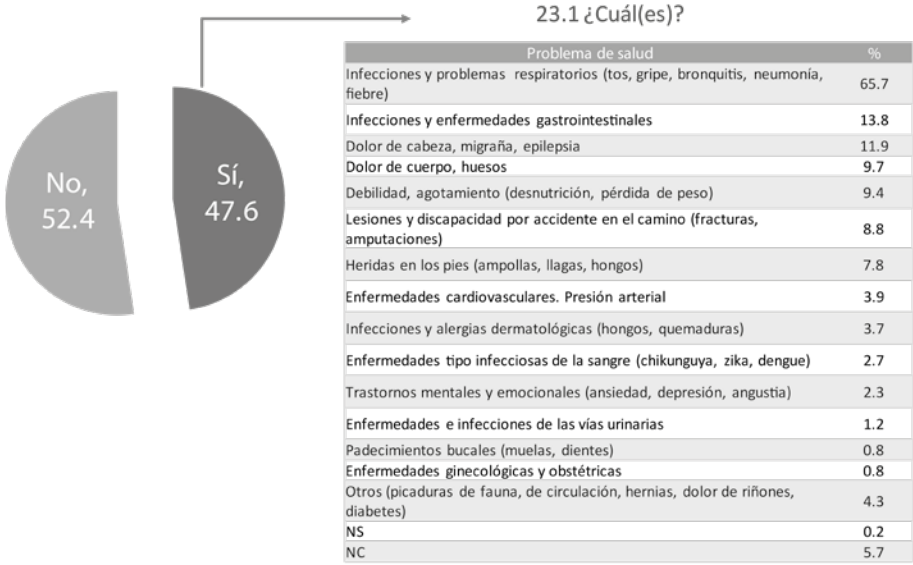 23.1 ¿Cuál(es)?
No,
52.4
Sí,
47.6
Problema de salud %
Infecciones y problemas respiratorios (tos, gripe, bronquitis, neumonía,
fiebre) 65.7
Infecciones y enfermedades gastrointestinales 13.8
Dolor de cabeza, migraña, epilepsia 11.9
Dolor de cuerpo, huesos 9.7
Debilidad, agotamiento (desnutrición, pérdida de peso) 9.4
Lesiones y discapacidad por accidente en el camino (fracturas,
amputaciones) 8.8
Heridas en los pies (ampollas, llagas, hongos) 7.8
Enfermedades cardiovasculares. Presión arterial 3.9
Infecciones y alergias dermatológicas (hongos, quemaduras) 3.7
Enfermedades tipo infecciosas de la sangre (chikunguya, zika, dengue) 2.7
Trastornos mentales y emocionales (ansiedad, depresión, angustia) 2.3
Enfermedades e infecciones de las vías urinarias 1.2
Padecimientos bucales (muelas, dientes) 0.8
Enfermedades ginecológicas y obstétricas 0.8
Otros (picaduras de fauna, de circulación, hernias, dolor de riñones,
diabetes) 4.3
NS 0.2
NC 5.7